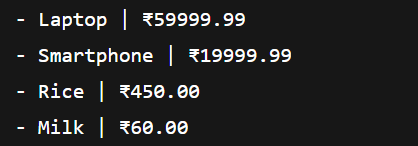 - Laptop | ₹59999.99
- Smartphone | ₹19999.99
- Rice | ₹450.00
- Milk | ₹60.00